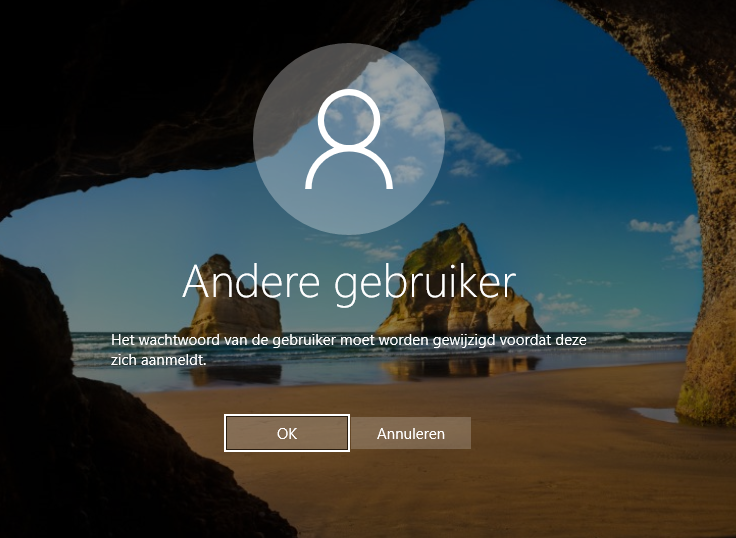 Andere gebruiker
Het wachtwoord van de gebruiker moet worden gewijzigd voordat deze
zich aanmeldt.
OK
Annuleren